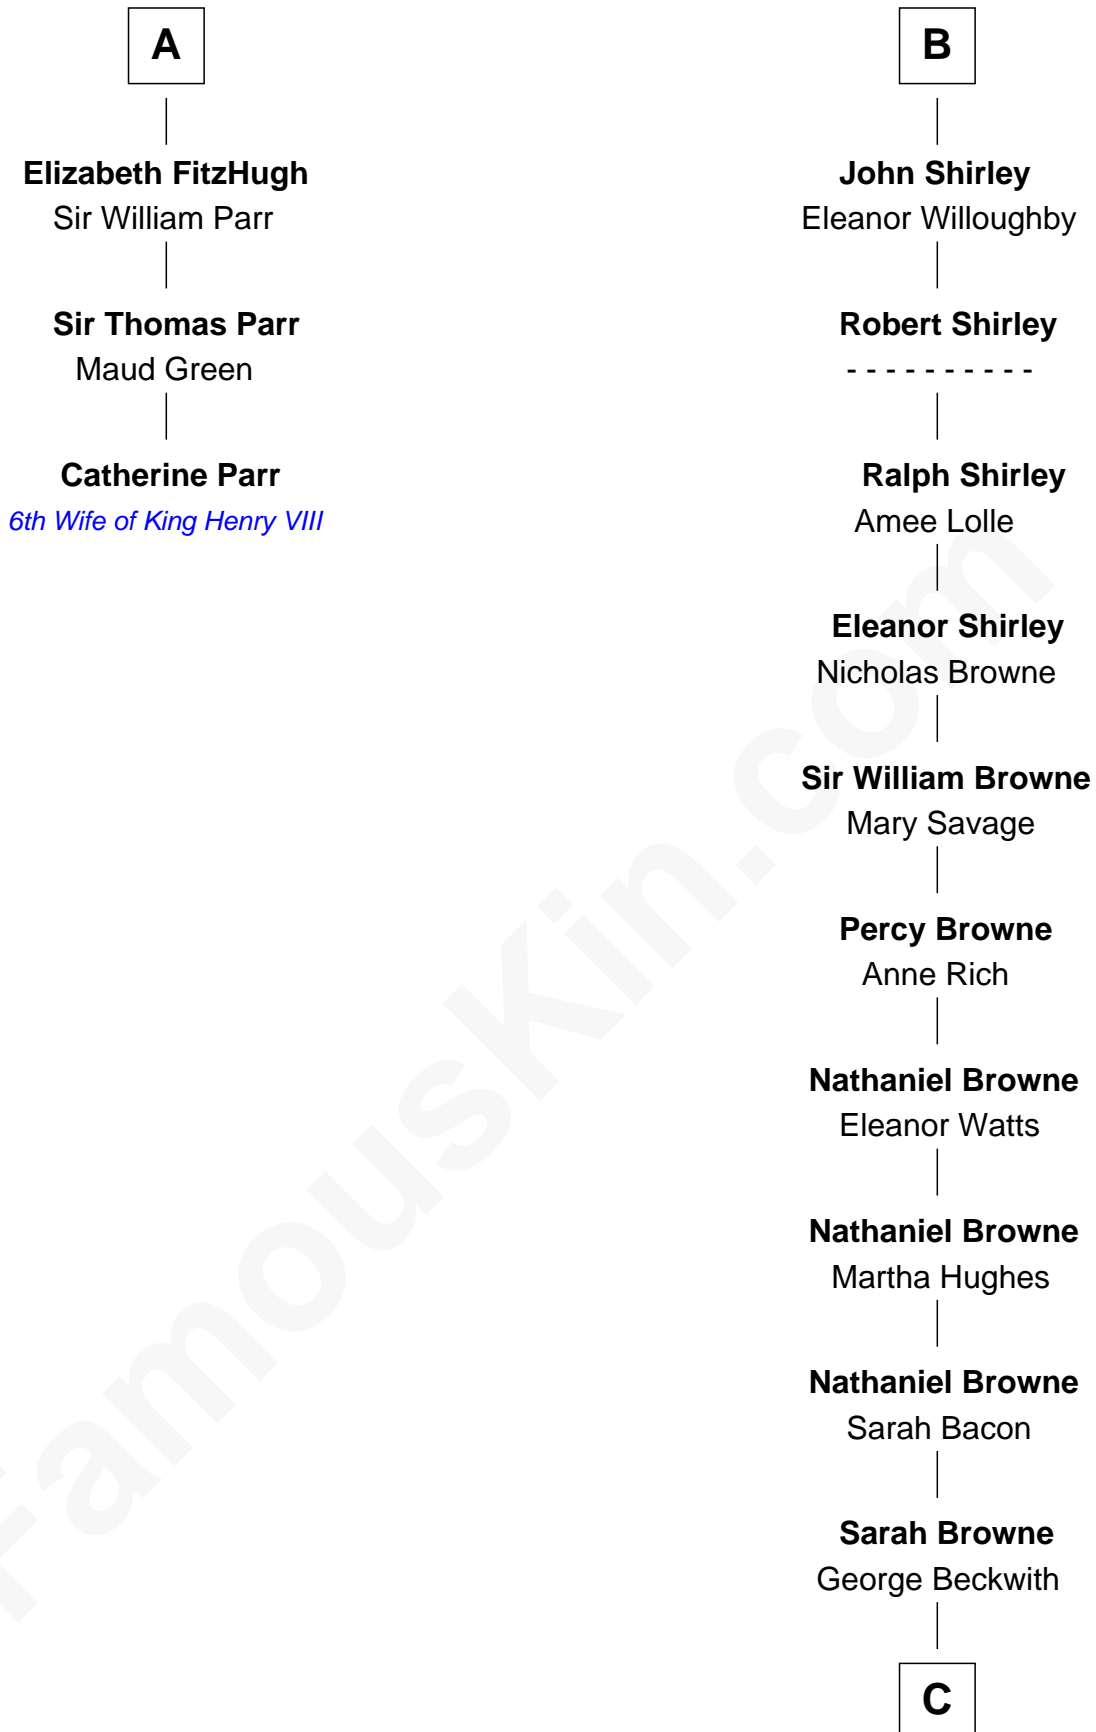 A
Elizabeth FitzHugh
Sir William Parr
Sir Thomas Parr
Maud Green
Catherine Parr
6th Wife of King Henry VIII
B
John Shirley
Eleanor Willoughby
Robert Shirley
- - - - - - - - - -
Ralph Shirley
Amee Lolle
Eleanor Shirley
Nicholas Browne
Sir William Browne
Mary Savage
Percy Browne
Anne Rich
Nathaniel Browne
Eleanor Watts
Nathaniel Browne
Martha Hughes
Nathaniel Browne
Sarah Bacon
Sarah Browne
George Beckwith
C
FamousKin.com